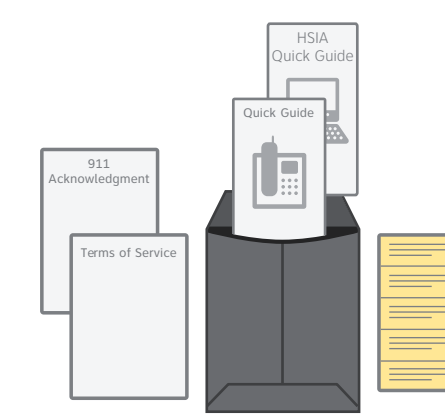 HSIA
Quick Guide
Quick Guide
911
Acknowledgment
Terms of Service